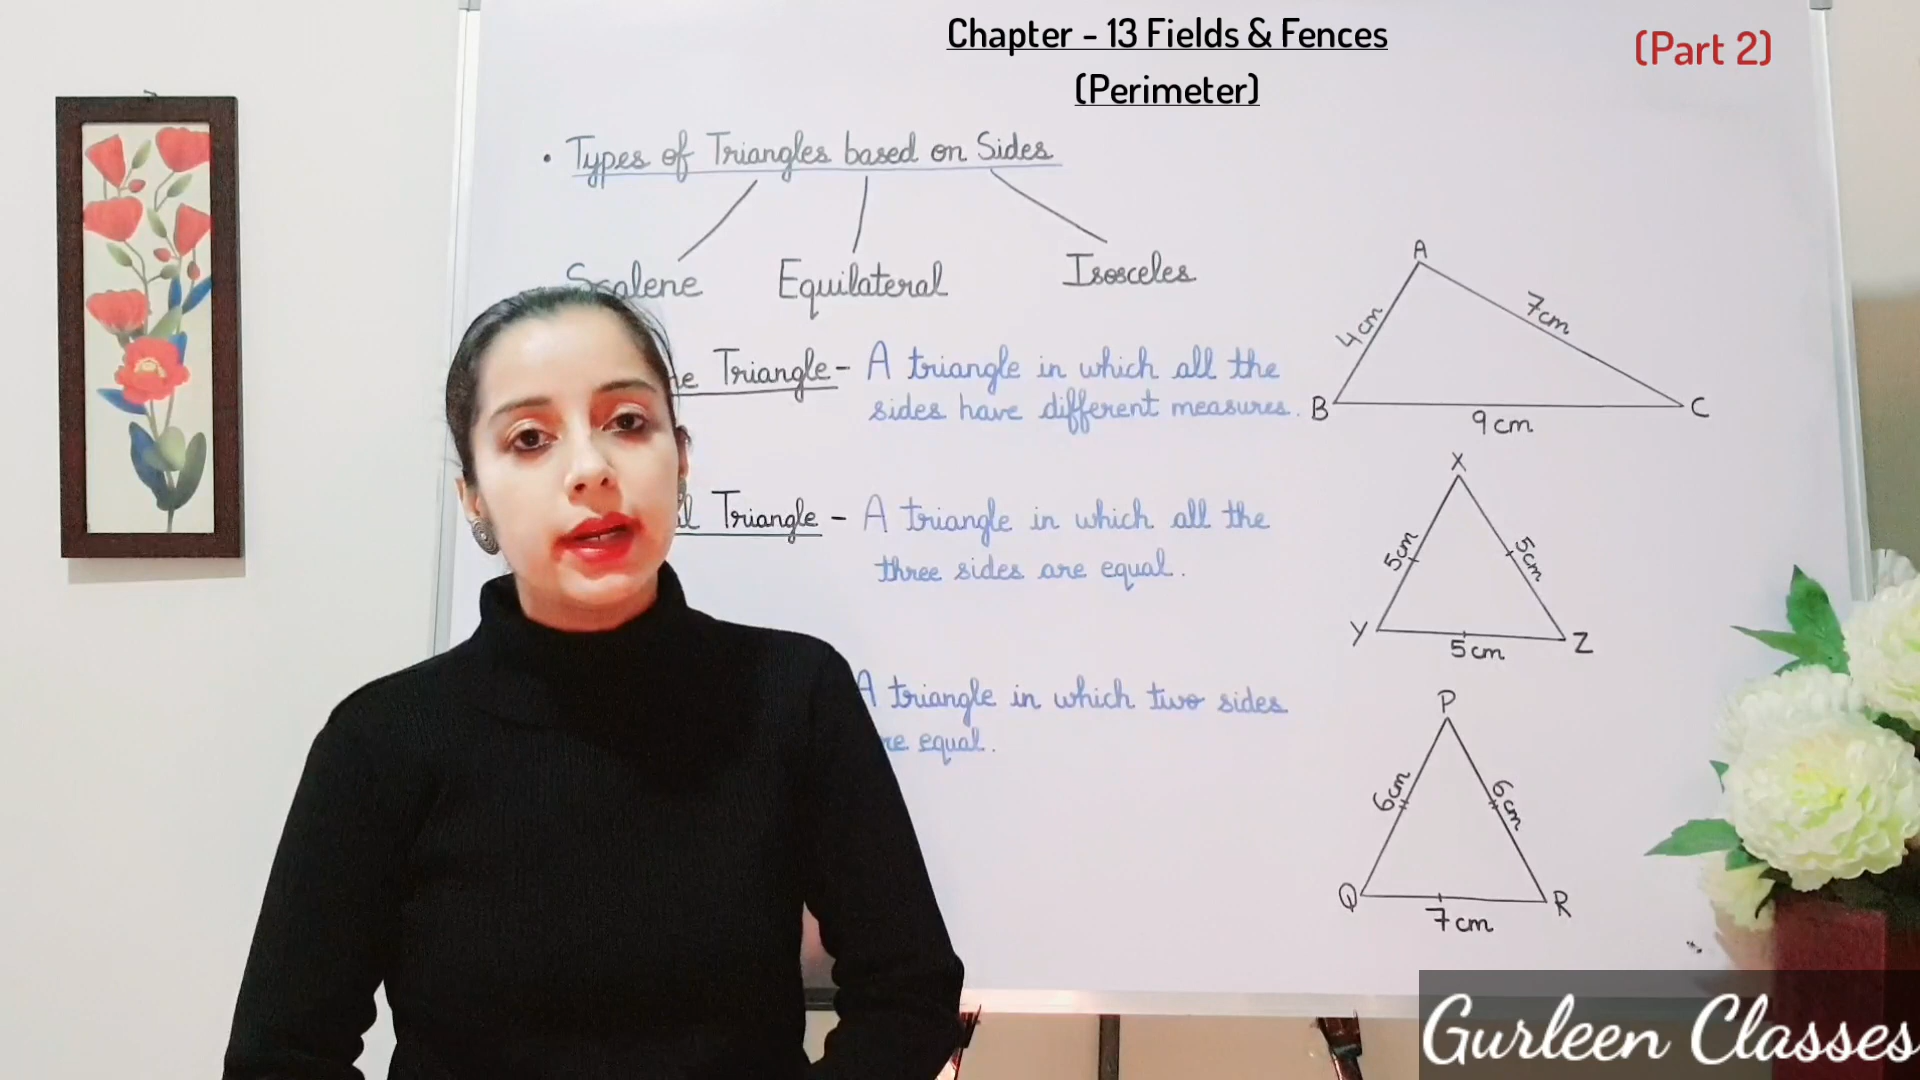 Chapter - 13 Fields & Fences
(Perimeter)
(Part 2)
• Types of Triangles based on Sides
Scalene Equilateral Isosceles
Triangle - A triangle in which all the
sides have different measures.
Triangle - A triangle in which all the
three sides are equal.
A triangle in which two sides
equal.
A
4cm
7cm
B
C
9cm
X
5cm
5cm
Y
Z
5cm
P
6cm
6cm
Q
R
7cm
Gurleen Classes